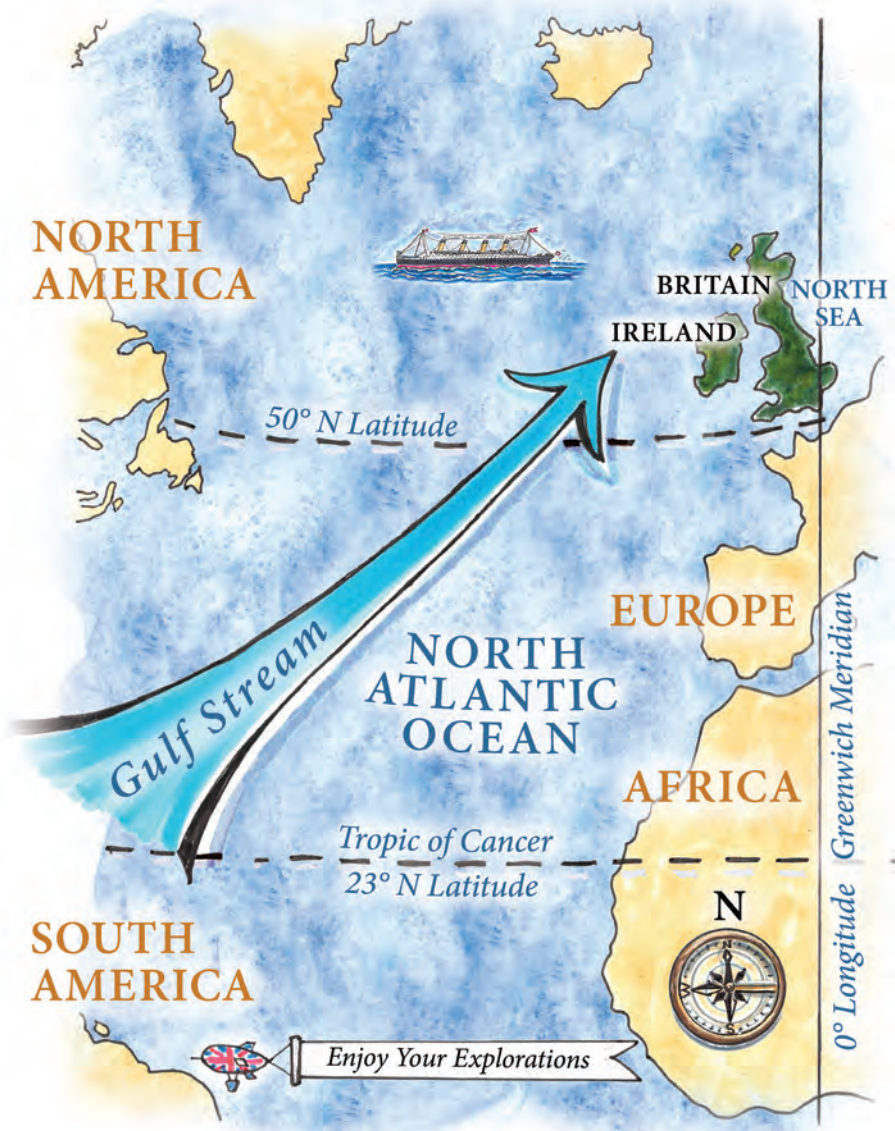 NORTH
AMERICA
BRITAIN
NORTH
SEA
IRELAND
50° N Latitude
EUROPE
Gulf Stream
NORTH
ATLANTIC
OCEAN
AFRICA
0° Longitude Greenwich Meridian
Tropic of Cancer
23° N Latitude
SOUTH
AMERICA
N
N
W
S
Enjoy Your Explorations